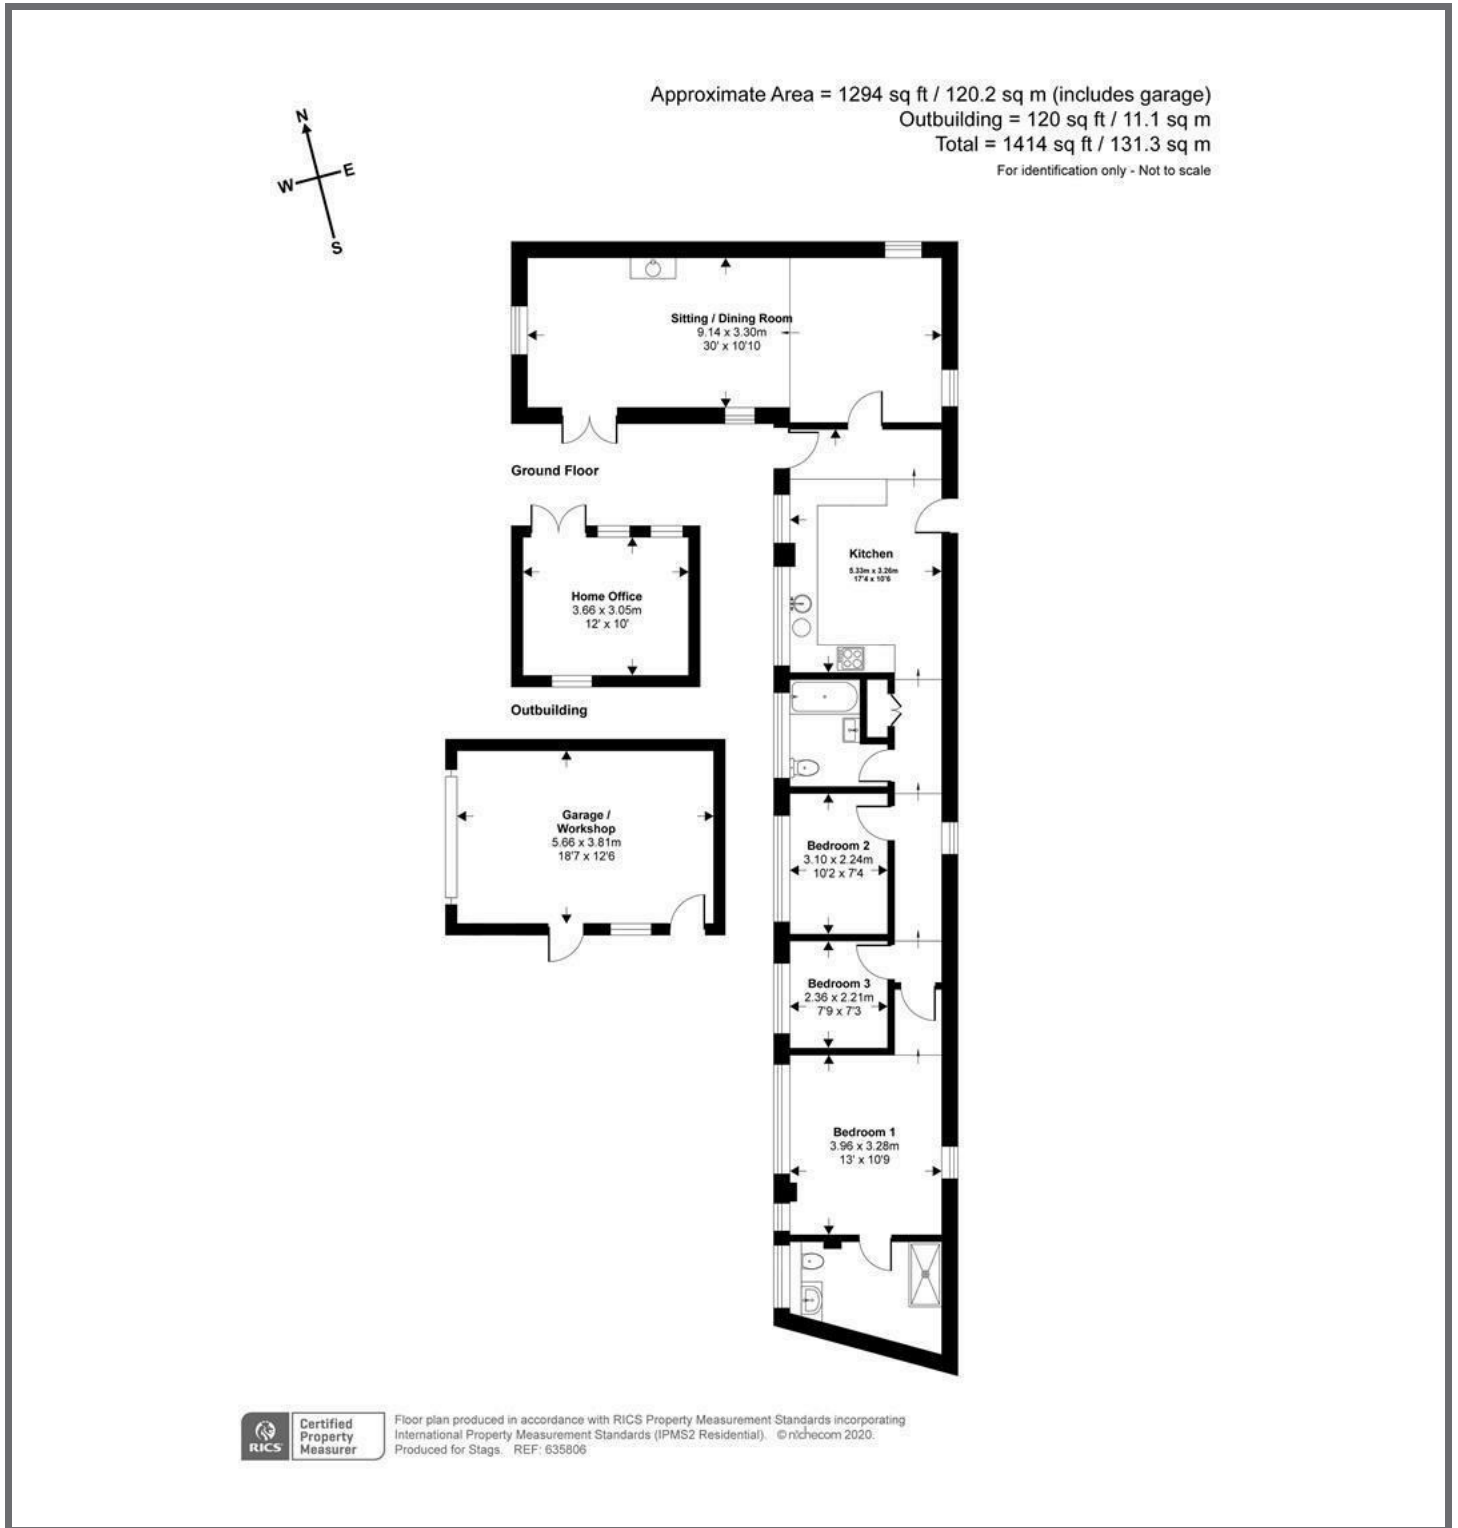 Approximate Area = 1294 sq ft / 120.2 sq m (includes garage)
Outbuilding = 120 sq ft / 11.1 sq m
Total = 1414 sq ft / 131.3 sq m
For identification only - Not to scale
N
W
E
S
Sitting / Dining Room
9.14 x 3.30m
30' x 10'10
Ground Floor
Kitchen
5.33m x 3.26m
17'4 x 10'6
Home Office
3.66 x 3.05m
12' x 10'
Outbuilding
Garage /
Workshop
5.66 x 3.81m
18'7 x 12'6
Bedroom 2
3.10 x 2.24m
10'2 x 7'4
Bedroom 3
2.36 x 2.21m
7'9 x 7'3
Bedroom 1
3.96 x 3.28m
13' x 10'9
RICS
Certified
Property
Measurer
Floor plan produced in accordance with RICS Property Measurement Standards incorporating
International Property Measurement Standards (IPMS2 Residential). © nichecom 2020.
Produced for Stags. REF: 635806